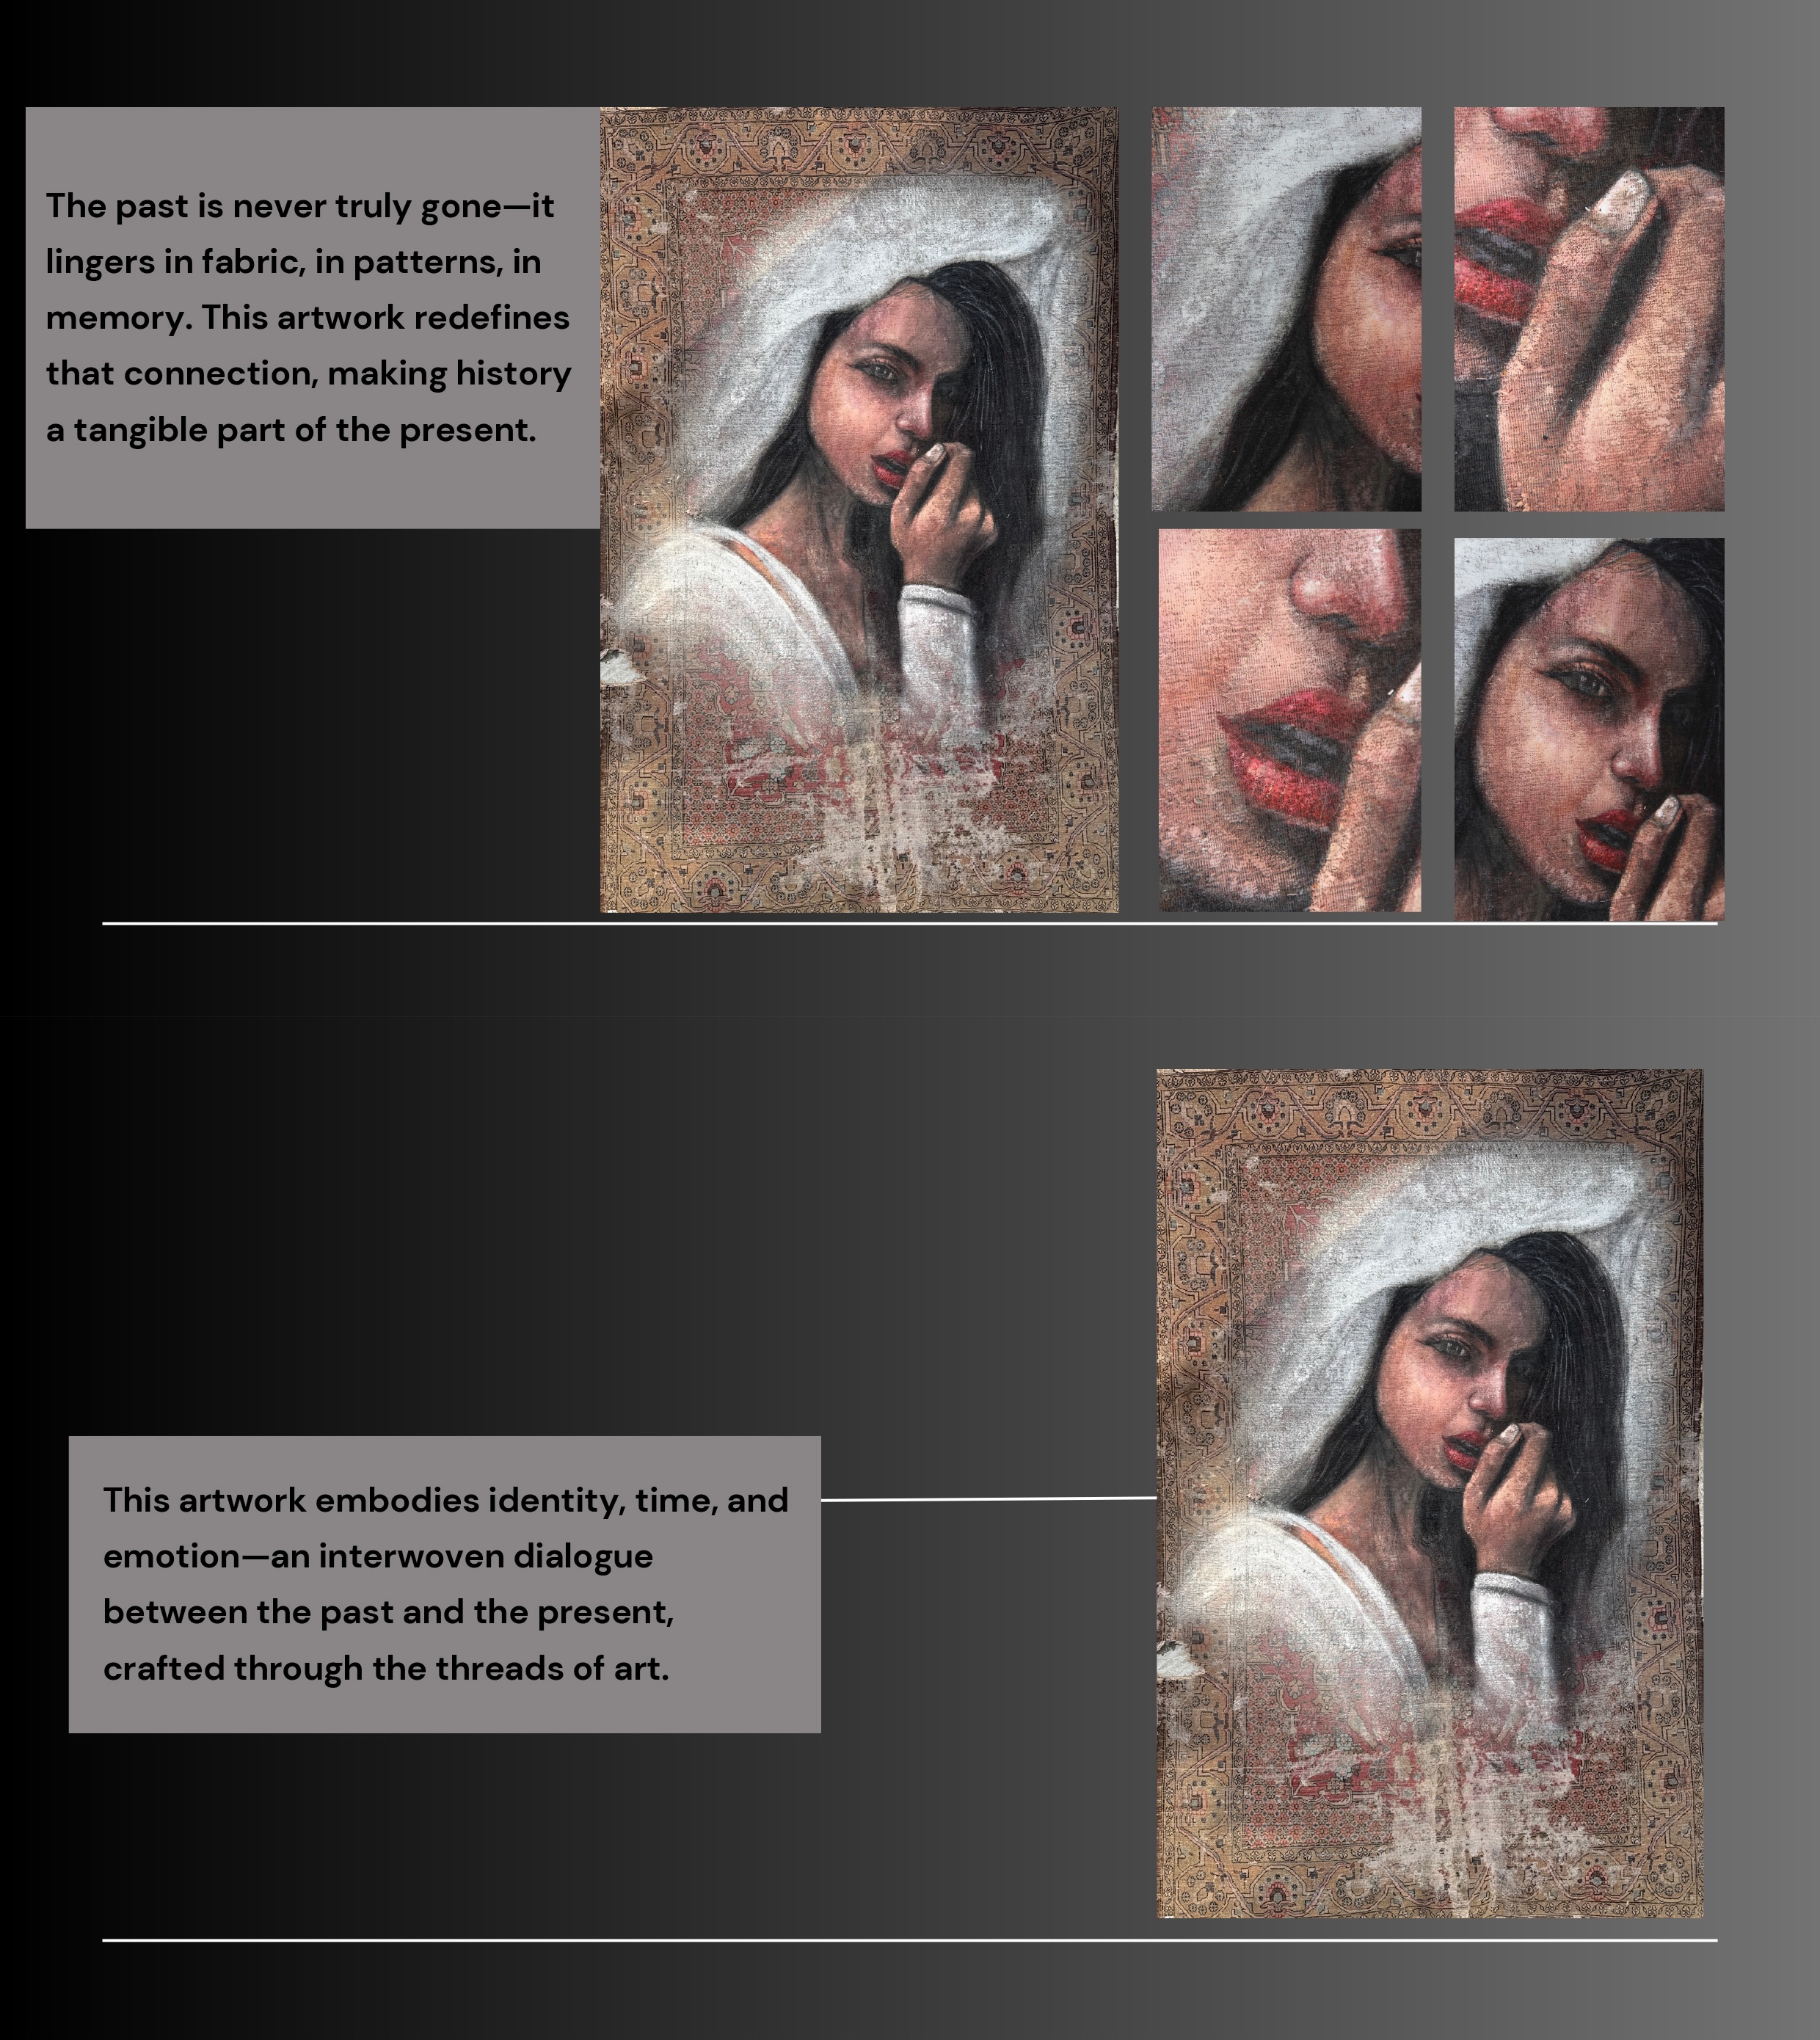 The past is never truly gone—it
lingers in fabric, in patterns, in
memory. This artwork redefines
that connection, making history
a tangible part of the present.
This artwork embodies identity, time, and
emotion—an interwoven dialogue
between the past and the present,
crafted through the threads of art.